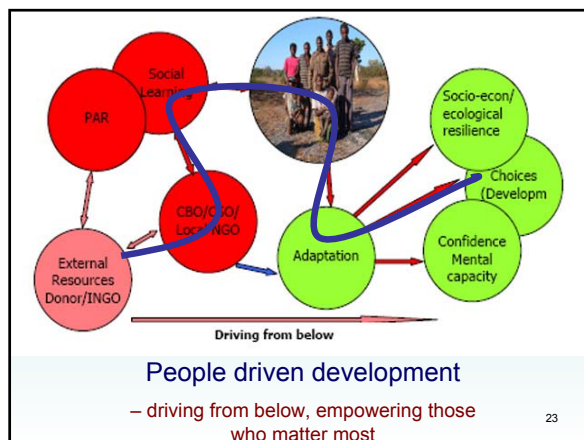 Social
Learning
PAR
CBO/CSO/
Local NGO
External
Resources
Donor/INGO
Adaptation
Socio-econ/
ecological
resilience
Choices
(Developm
Confidence
Mental
capacity
Driving from below
People driven development
– driving from below, empowering those
who matter most
23